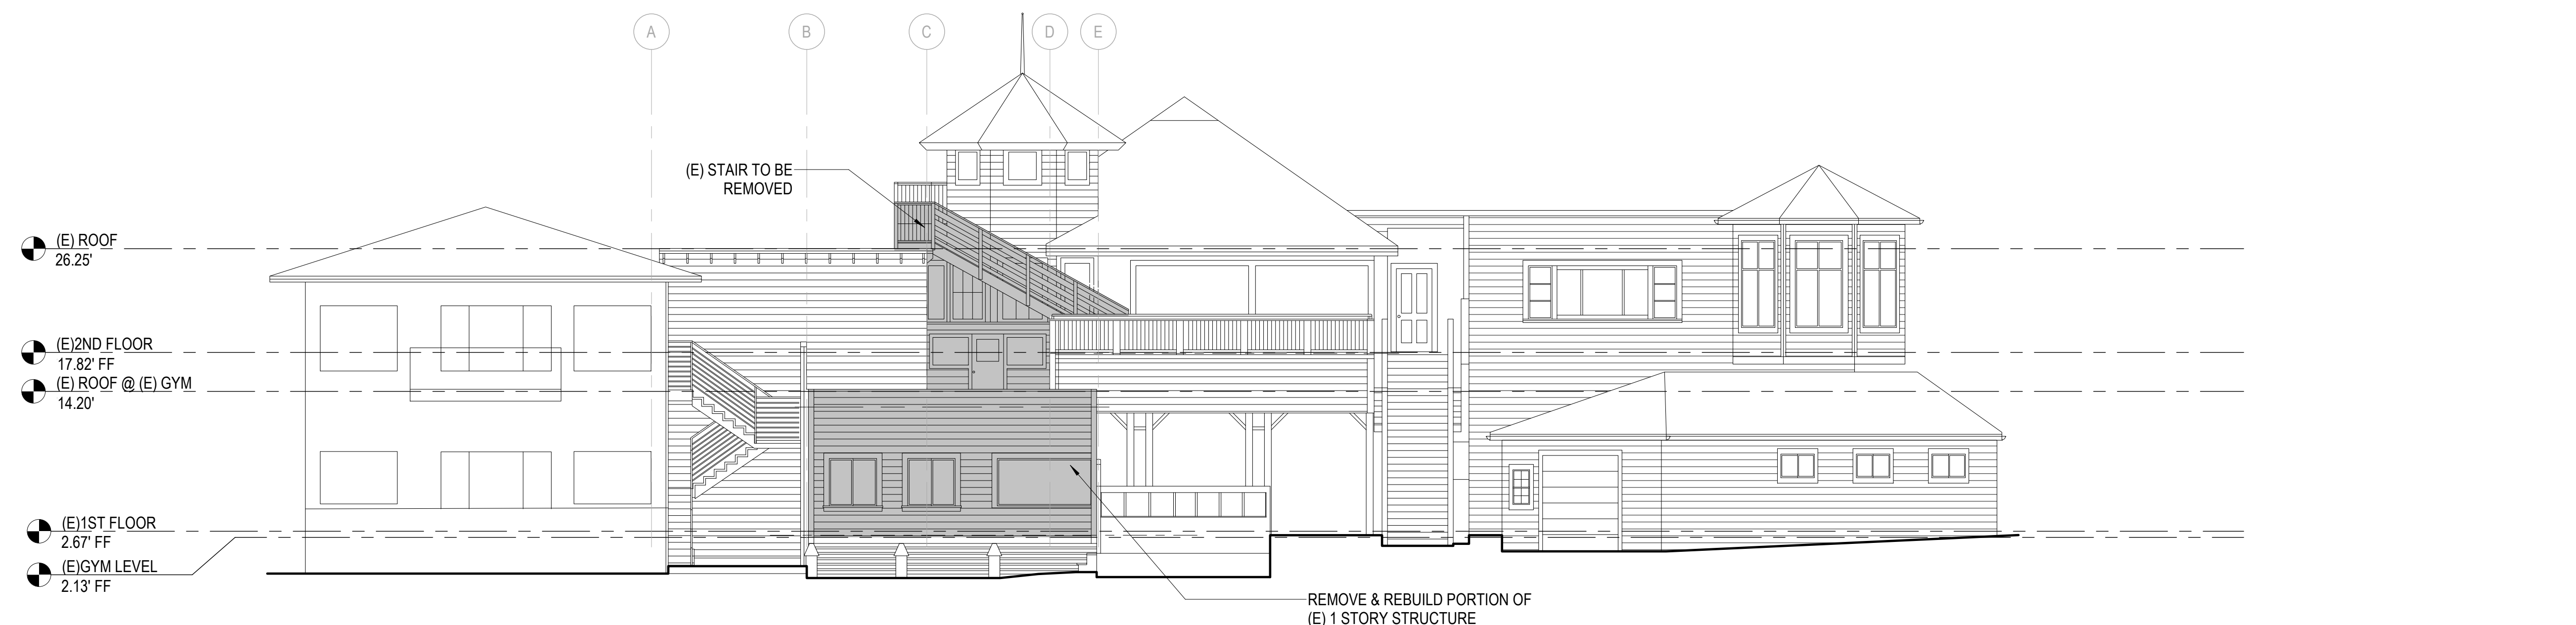 A
B
C
D
E
(E) STAIR TO BE
REMOVED
(E) ROOF
26.25'
(E)2ND FLOOR
17.82' FF
(E) ROOF @ (E) GYM
14.20'
(E)1ST FLOOR
2.67' FF
(E)GYM LEVEL
2.13' FF
REMOVE & REBUILD PORTION OF
(E) 1 STORY STRUCTURE